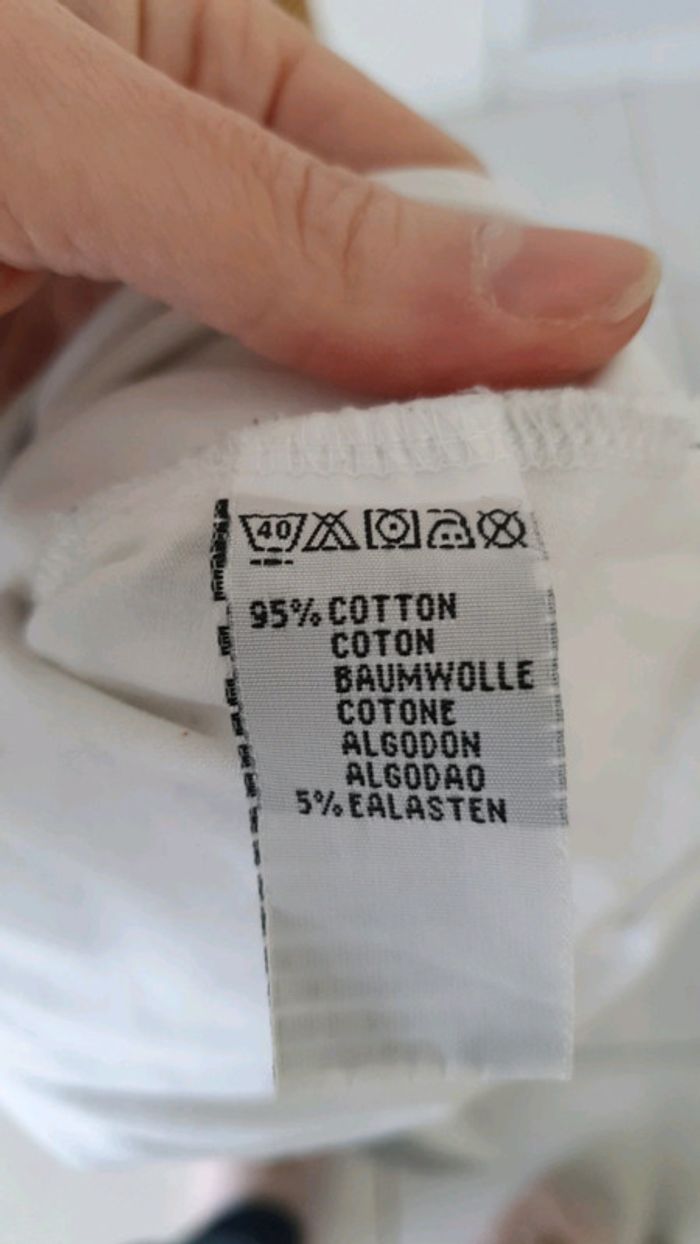 40
95% COTTON
COTON
BAUMWOLLE
COTONE
ALGODON
ALGODAO
5% EALASTEN